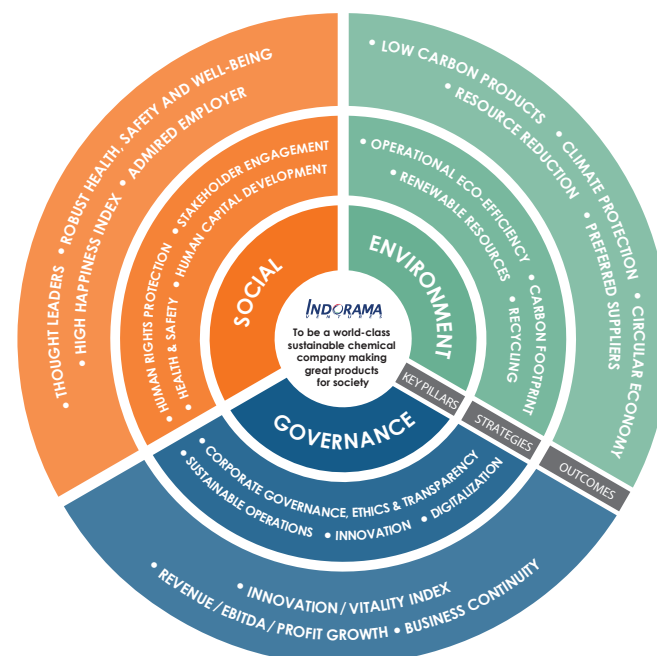 INDORAMA
VENTURES
To be a world-class
sustainable chemical
company making
great products
for society
SOCIAL
• STAKEHOLDER ENGAGEMENT
• HUMAN CAPITAL DEVELOPMENT
• HUMAN RIGHTS PROTECTION
• HEALTH & SAFETY
• ROBUST HEALTH, SAFETY AND WELL-BEING
• ADMIRED EMPLOYER
• THOUGHT LEADERS
• HIGH HAPPINESS INDEX
ENVIRONMENT
• OPERATIONAL ECO-EFFICIENCY
• RENEWABLE RESOURCES
• CARBON FOOTPRINT
• RECYCLING
• LOW CARBON PRODUCTS
• RESOURCE REDUCTION
• CLIMATE PROTECTION
• PREFERRED SUPPLIERS
• CIRCULAR ECONOMY
KEY PILLARS
STRATEGIES
OUTCOMES
GOVERNANCE
• CORPORATE GOVERNANCE, ETHICS & TRANSPARENCY
• SUSTAINABLE OPERATIONS • INNOVATION • DIGITALIZATION
• INNOVATION/VITALITY INDEX
• REVENUE/EBITDA/PROFIT GROWTH • BUSINESS CONTINUITY